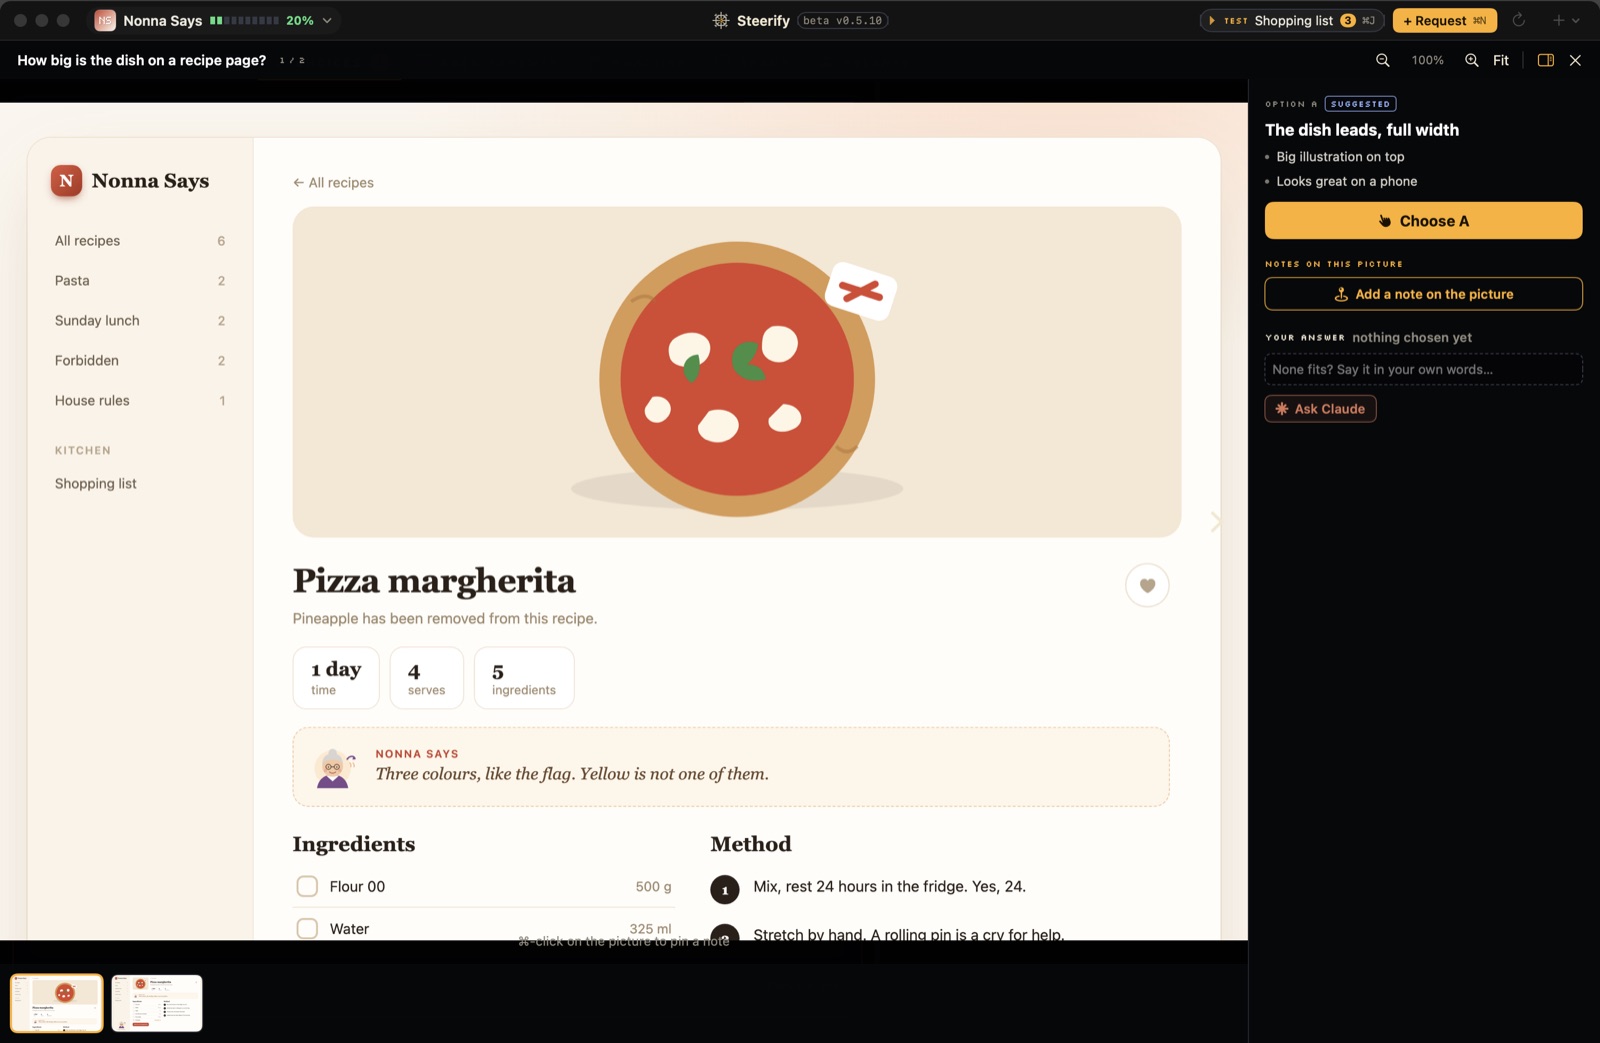 NS Nonna Says 20%
Steerify beta v0.5.10
TEST Shopping list 3 ⌘J
+ Request ⌘N
How big is the dish on a recipe page? 1 / 2
100% Fit
N Nonna Says
All recipes 6
Pasta 2
Sunday lunch 2
Forbidden 2
House rules 1
KITCHEN
Shopping list
← All recipes
Pizza margherita
Pineapple has been removed from this recipe.
1 day
time
4
serves
5
ingredients
NONNA SAYS
Three colours, like the flag. Yellow is not one of them.
Ingredients
Flour 00 500 g
Water 325 ml
Method
1 Mix, rest 24 hours in the fridge. Yes, 24.
Stretch by hand. A rolling pin is a cry for help.
⌘-click on the picture to pin a note
OPTION A SUGGESTED
The dish leads, full width
• Big illustration on top
• Looks great on a phone
Choose A
NOTES ON THIS PICTURE
Add a note on the picture
YOUR ANSWER nothing chosen yet
None fits? Say it in your own words...
Ask Claude